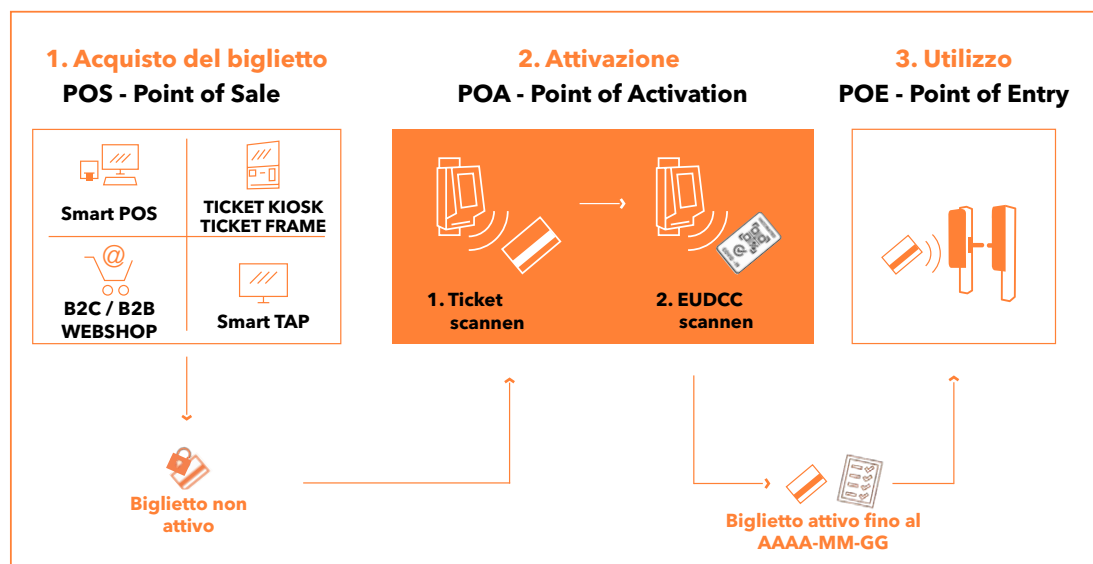 1. Acquisto del biglietto
POS - Point of Sale
Smart POS
TICKET KIOSK
TICKET FRAME
@
B2C / B2B
WEBSHOP
Smart TAP
Biglietto non
attivo
2. Attivazione
POA - Point of Activation
1. Ticket
scannen
2. EUDCC
scannen
Biglietto attivo fino al
AAAA-MM-GG
3. Utilizzo
POE - Point of Entry